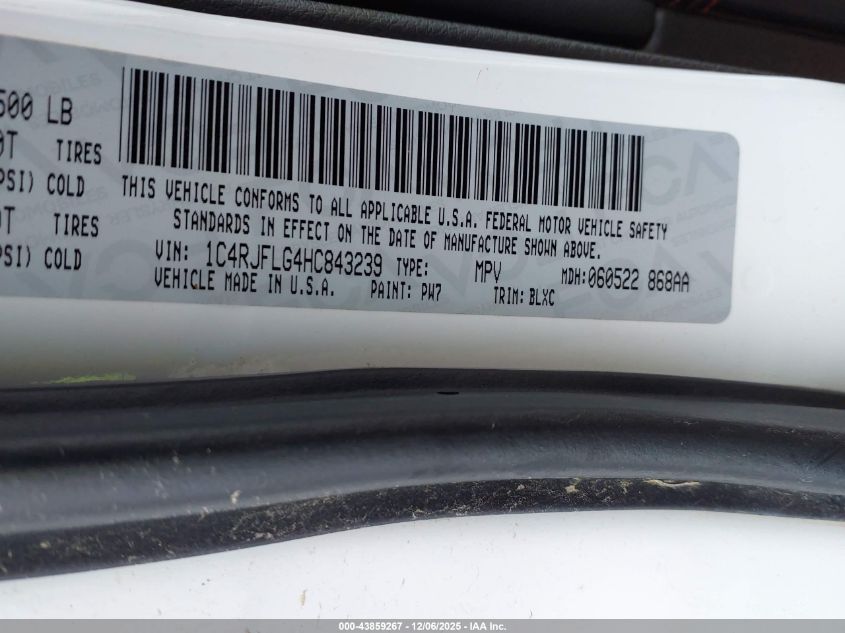 500 LB
0T TIRES
PSI) COLD
0T TIRES
PSI) COLD
THIS VEHICLE CONFORMS TO ALL APPLICABLE U.S.A. FEDERAL MOTOR VEHICLE SAFETY
STANDARDS IN EFFECT ON THE DATE OF MANUFACTURE SHOWN ABOVE.
VIN: 1C4RJFLG4HC843239 TYPE: MPV MDH:060522 868AA
VEHICLE MADE IN U.S.A. PAINT: PW7 TRIM: BLXC
000-43859267 - 12/06/2025 - IAA Inc.